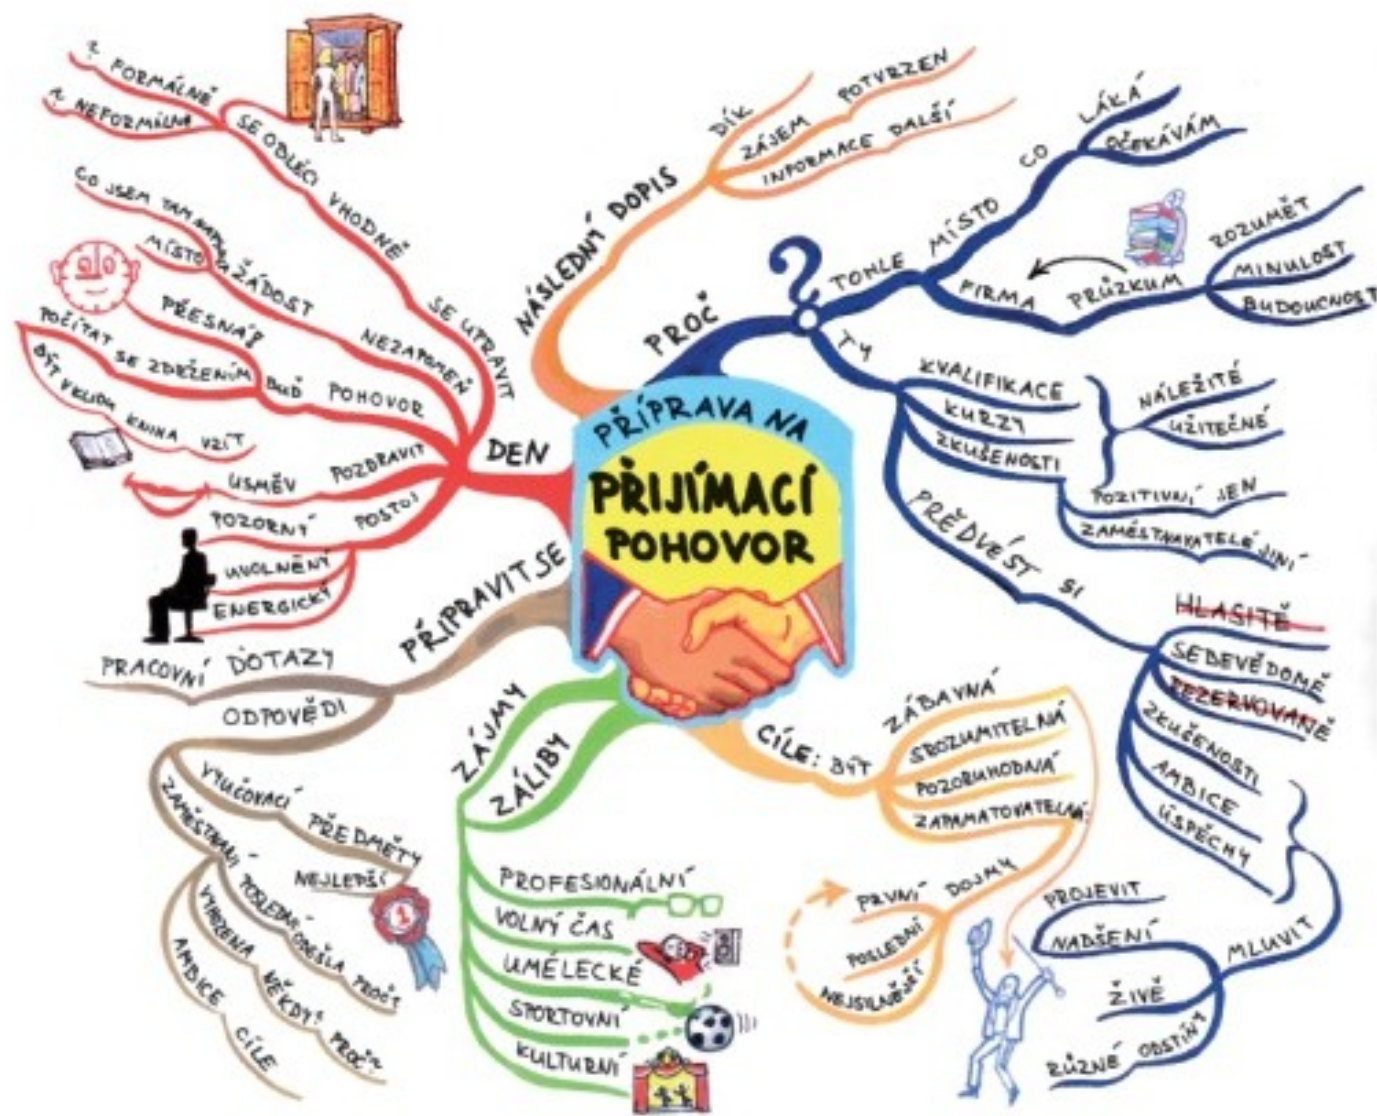 PŘÍPRAVA NA
PŘIJÍMACÍ
POHOVOR
NÁSLEDNÝ DOPIS
DÍK
ZÁJEM POTVRZEN
INFORMACE DALŠÍ
PROČ
?
TOHLE MÍSTO CO
LÁKÁ
OČEKÁVÁM
FIRMA PRŮZKUM
ROZUMĚT
MINULOST
BUDOUCNOST
TY
KVALIFIKACE
KURZY
ZKUŠENOSTI
NÁLEŽITÉ
UŽITEČNÉ
POZITIVNÍ JEN
ZAMĚSTNAVATELÉ JINÍ
PŘEDVÉST SI
HLASITĚ
SEBEVĚDOMĚ
REZERVOVANĚ
ZKUŠENOSTI
AMBICE
ÚSPĚCHY
MLUVIT
PROJEVIT
NADŠENÍ
ŽIVĚ
RŮZNÉ ODSTÍNY
CÍLE: BÝT
ZÁBAVNÁ
SROZUMITELNÁ
POZORUHODNÁ
ZAPAMATOVATELNÁ
DOJMY
PRVNÍ
POSLEDNÍ
NEJSILNĚJŠÍ
ZÁJMY
ZÁLIBY
PROFESIONÁLNÍ
VOLNÝ ČAS
UMĚLECKÉ
SPORTOVNÍ
KULTURNÍ
PŘIPRAVIT SE
PRACOVNÍ DOTAZY
ODPOVĚDI
VYUČOVACÍ PŘEDMĚTY
NEJLEPŠÍ
1
ZAMĚSTNÁNÍ POSLEDNÍ ODEŠLA PROČ?
VYHOZENA NĚKDY? PROČ?
AMBICE CÍLE
DEN
SE UPRAVIT
SE OBLÉCI VHODNĚ
? FORMÁLNĚ
NEFORMÁLNĚ
NEZAPOMEŇ
ŽÁDOST
CO JSEM TAM NAPSALA
MÍSTO
POHOVOR
BUĎ
PŘESNÁ
POČÍTAT SE ZDRŽENÍM
BÝT V KLIDU KNIHA VZÍT
POZDRAVIT
USMĚV
POSTOJ
POZORNÝ
UVOLNĚNÝ
ENERGICKÝ